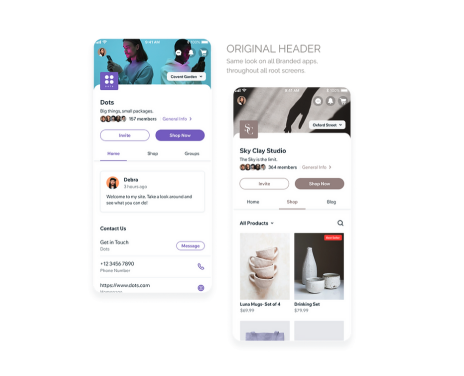 ORIGINAL HEADER
Same look on all Branded apps,
throughout all root screens.
9:41 AM
Covent Garden
DOTS
Dots
Big things, small packages.
157 members
General Info >
Invite
Shop Now
Home
Shop
Groups
Debra
3 hours ago
Welcome to my site. Take a look around and
see what you can do!
Contact Us
Get in Touch
Dots
Message
+12 3456 7890
Phone Number
https://www.dots.com
9:41 AM
Oxford Street
Sky Clay Studio
The Sky is the limit.
364 members
General Info >
Invite
Shop Now
Home
Shop
Blog
All Products
Luna Mugs- Set of 4
$69.99
Drinking Set
$79.99